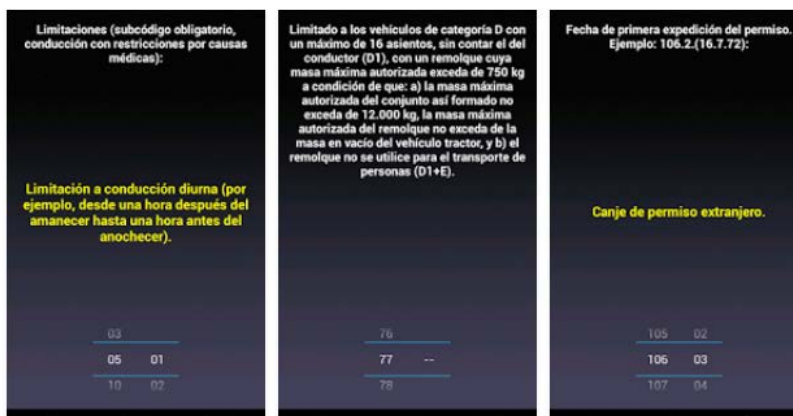 Limitaciones (subcódigo obligatorio,
conducción con restricciones por causas
médicas):
Limitación a conducción diurna (por
ejemplo, desde una hora después del
amanecer hasta una hora antes del
anochecer).
03
05 01
10 02
Limitado a los vehículos de categoría D con
un máximo de 16 asientos, sin contar el del
conductor (D1), con un remolque cuya
masa máxima autorizada exceda de 750 kg
a condición de que: a) la masa máxima
autorizada del conjunto así formado no
exceda de 12.000 kg, la masa máxima
autorizada del remolque no exceda de la
masa en vacío del vehículo tractor, y b) el
remolque no se utilice para el transporte de
personas (D1+E).
76
77 --
78
Fecha de primera expedición del permiso.
Ejemplo: 106.2.(16.7.72):
Canje de permiso extranjero.
105 02
106 03
107 04